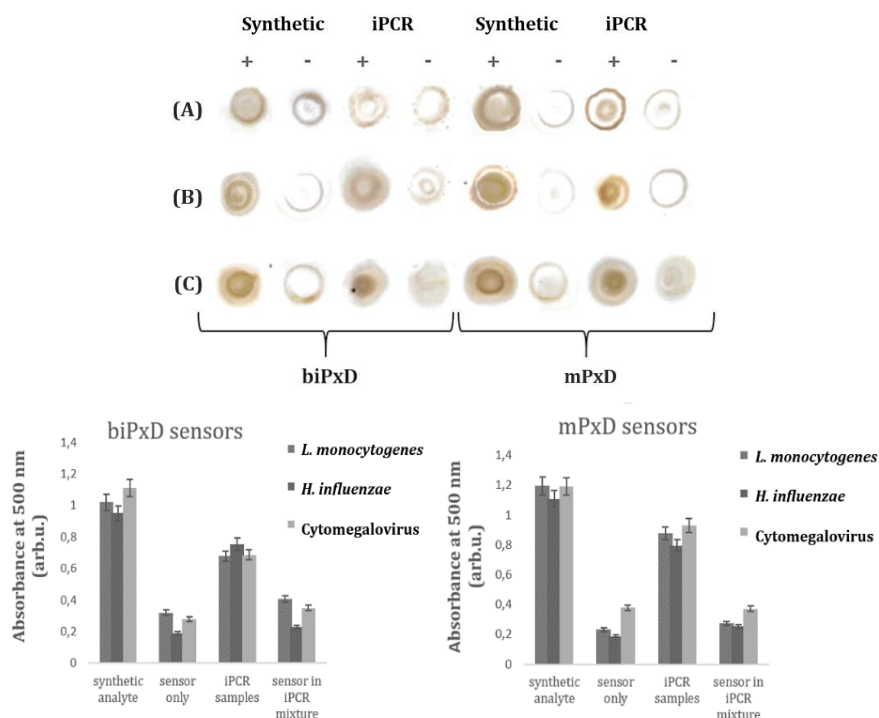 Synthetic iPCR Synthetic iPCR
+ - + - + - + -
(A)
(B)
(C)
biPxD mPxD
biPxD sensors
Absorbance at 500 nm
(arb.u.)
1,4
1,2
1
0,8
0,6
0,4
0,2
0
L. monocytogenes
H. influenzae
Cytomegalovirus
synthetic sensor iPCR sensor in
analyte only samples iPCR
mixture
mPxD sensors
Absorbance at 500 nm
(arb.u.)
1,4
1,2
1
0,8
0,6
0,4
0,2
0
L. monocytogenes
H. influenzae
Cytomegalovirus
synthetic sensor iPCR sensor in
analyte only samples iPCR
mixture